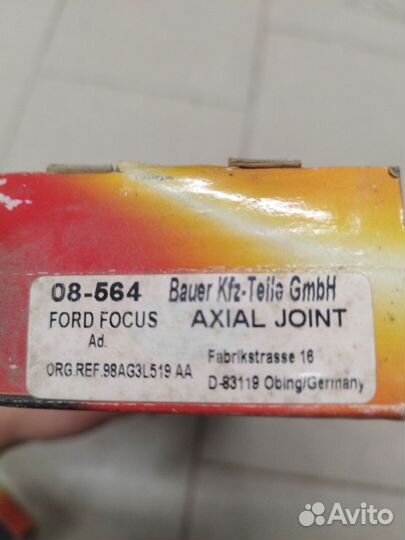 08-564 Bauer Kfz-Teile GmbH
FORD FOCUS AXIAL JOINT
Ad.
Fabrikstrasse 16
ORG.REF.98AG3L519 AA
D-83119 Obing/Germany
Avito